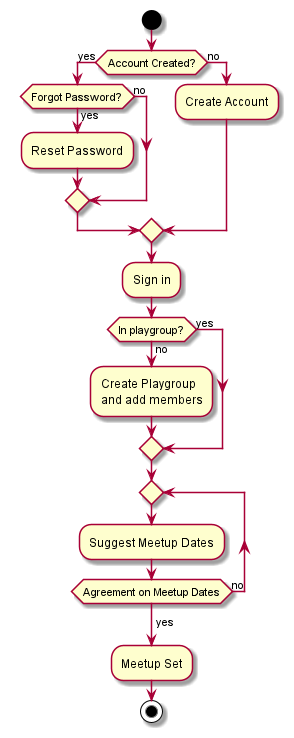 Account Created?
yes
no
Forgot Password?
no
Create Account
yes
Reset Password
Sign in
In playgroup?
yes
no
Create Playgroup
and add members
Suggest Meetup Dates
Agreement on Meetup Dates
no
yes
Meetup Set